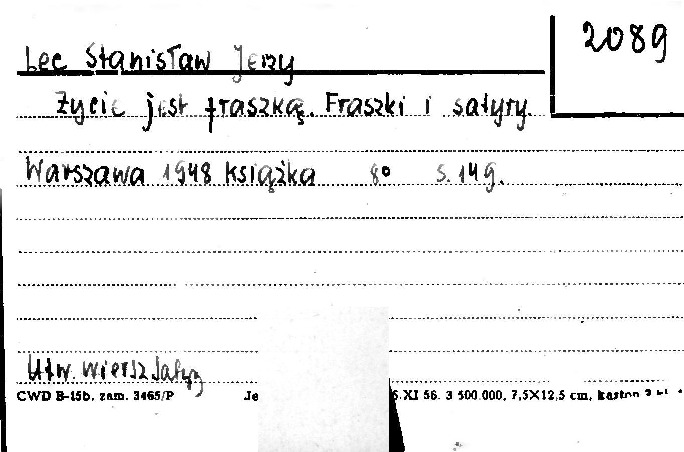 2089
Lec Stanisław Jerzy
Życie jest fraszką. Fraszki i satyry.
Warszawa 1948 książka 8° s. 149.
Utw. wiersz. satyr
CWD B-15b, zam. 3465/P Je .XI 56. 3 500.000, 7,5×12,5 cm, karton